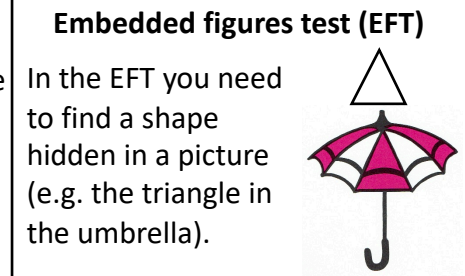 Embedded figures test (EFT)
e
In the EFT you need
to find a shape
hidden in a picture
(e.g. the triangle in
the umbrella).